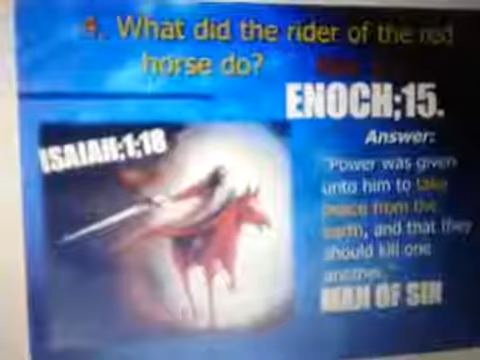 4. What did the rider of the red
horse do?
ENOCH;15.
ISAIAH;1;18
Answer:
"Power was given
unto him to take
peace from the
earth, and that they
should kill one
another."
MAN OF SIN